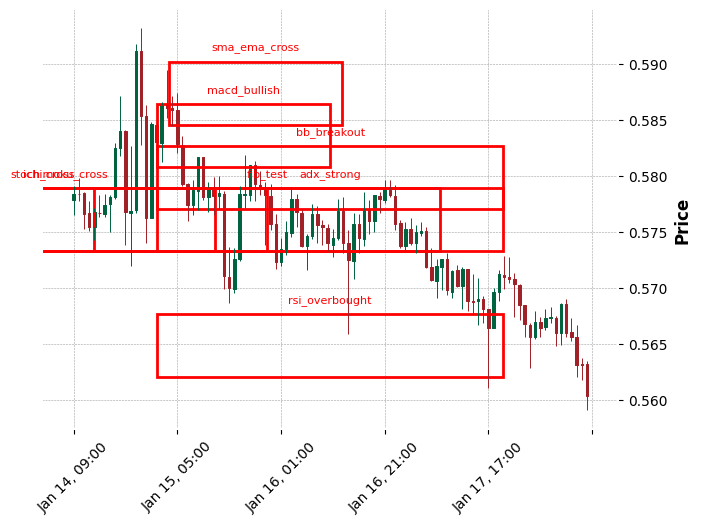 sma_ema_cross
macd_bullish
bb_breakout
stoch_cross
ichimoku_cross
fib_test
adx_strong
rsi_overbought
0.590
0.585
0.580
0.575
0.570
0.565
0.560
Price
Jan 14, 09:00
Jan 15, 05:00
Jan 16, 01:00
Jan 16, 21:00
Jan 17, 17:00